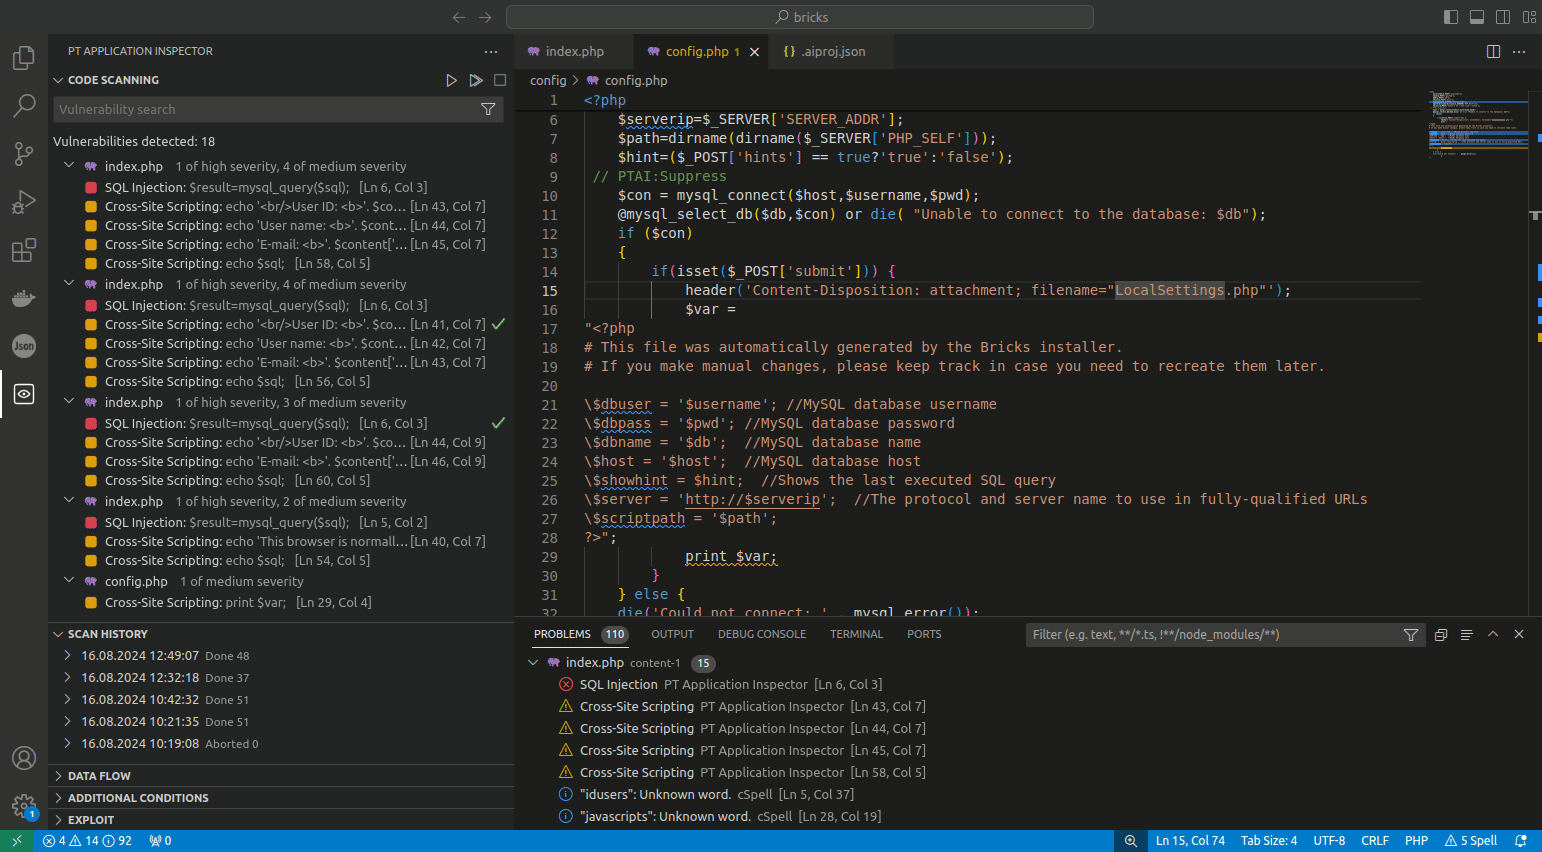 bricks
PT APPLICATION INSPECTOR
CODE SCANNING
Vulnerability search
Vulnerabilities detected: 18
index.php 1 of high severity, 4 of medium severity
SQL Injection: $result=mysql_query($sql); [Ln 6, Col 3]
Cross-Site Scripting: echo '<br/>User ID: <b>'. $co... [Ln 43, Col 7]
Cross-Site Scripting: echo 'User name: <b>'. $cont... [Ln 44, Col 7]
Cross-Site Scripting: echo 'E-mail: <b>'. $content['... [Ln 45, Col 7]
Cross-Site Scripting: echo $sql; [Ln 58, Col 5]
index.php 1 of high severity, 4 of medium severity
SQL Injection: $result=mysql_query($sql); [Ln 6, Col 3]
Cross-Site Scripting: echo '<br/>User ID: <b>'. $co... [Ln 41, Col 7]
Cross-Site Scripting: echo 'User name: <b>'. $cont... [Ln 42, Col 7]
Cross-Site Scripting: echo 'E-mail: <b>'. $content['... [Ln 43, Col 7]
Cross-Site Scripting: echo $sql; [Ln 56, Col 5]
index.php 1 of high severity, 3 of medium severity
SQL Injection: $result=mysql_query($sql); [Ln 6, Col 3]
Cross-Site Scripting: echo '<br/>User ID: <b>'. $co... [Ln 44, Col 9]
Cross-Site Scripting: echo 'E-mail: <b>'. $content['... [Ln 46, Col 9]
Cross-Site Scripting: echo $sql; [Ln 60, Col 5]
index.php 1 of high severity, 2 of medium severity
SQL Injection: $result=mysql_query($sql); [Ln 5, Col 2]
Cross-Site Scripting: echo 'This browser is normall... [Ln 40, Col 7]
Cross-Site Scripting: echo $sql; [Ln 54, Col 5]
config.php 1 of medium severity
Cross-Site Scripting: print $var; [Ln 29, Col 4]
SCAN HISTORY
16.08.2024 12:49:07 Done 48
16.08.2024 12:32:18 Done 37
16.08.2024 10:42:32 Done 51
16.08.2024 10:21:35 Done 51
16.08.2024 10:19:08 Aborted 0
DATA FLOW
ADDITIONAL CONDITIONS
EXPLOIT
Json
1
index.php
config.php 1
{} .aiproj.json
config > config.php
1 <?php
6 $serverip=$_SERVER['SERVER_ADDR'];
7 $path=dirname(dirname($_SERVER['PHP_SELF']));
8 $hint=($_POST['hints'] == true?'true':'false');
9 // PTAI:Suppress
10 $con = mysql_connect($host,$username,$pwd);
11 @mysql_select_db($db,$con) or die( "Unable to connect to the database: $db");
12 if ($con)
13 {
14 if(isset($_POST['submit'])) {
15 header('Content-Disposition: attachment; filename="LocalSettings.php"');
16 $var =
17 "<?php
18 # This file was automatically generated by the Bricks installer.
19 # If you make manual changes, please keep track in case you need to recreate them later.
20
21 \$dbuser = '$username'; //MySQL database username
22 \$dbpass = '$pwd'; //MySQL database password
23 \$dbname = '$db'; //MySQL database name
24 \$host = '$host'; //MySQL database host
25 \$showhint = $hint; //Shows the last executed SQL query
26 \$server = 'http://$serverip'; //The protocol and server name to use in fully-qualified URLs
27 \$scriptpath = '$path';
28 ?>";
29 print $var;
30 }
31 } else {
32 die('Could not connect: ' . mysql_error());
PROBLEMS 110 OUTPUT DEBUG CONSOLE TERMINAL PORTS
Filter (e.g. text, **/*.ts, !**/node_modules/**)
index.php content-1 15
SQL Injection PT Application Inspector [Ln 6, Col 3]
Cross-Site Scripting PT Application Inspector [Ln 43, Col 7]
Cross-Site Scripting PT Application Inspector [Ln 44, Col 7]
Cross-Site Scripting PT Application Inspector [Ln 45, Col 7]
Cross-Site Scripting PT Application Inspector [Ln 58, Col 5]
"idusers": Unknown word. cSpell [Ln 5, Col 37]
"javascripts": Unknown word. cSpell [Ln 28, Col 19]
4 14 92 0
Ln 15, Col 74 Tab Size: 4 UTF-8 CRLF PHP 5 Spell